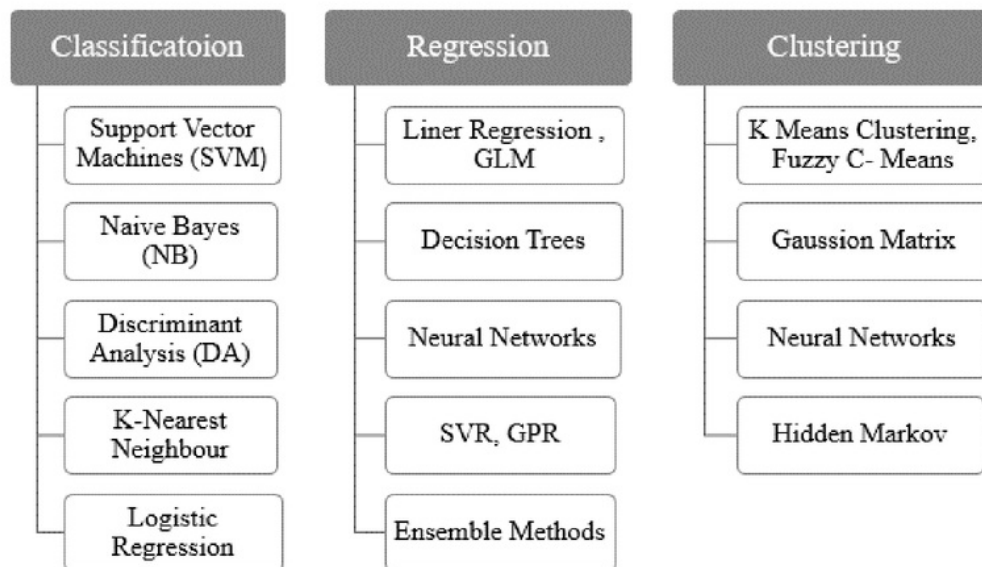 Classificatoion
Support Vector
Machines (SVM)
Naive Bayes
(NB)
Discriminant
Analysis (DA)
K-Nearest
Neighbour
Logistic
Regression
Regression
Liner Regression ,
GLM
Decision Trees
Neural Networks
SVR, GPR
Ensemble Methods
Clustering
K Means Clustering,
Fuzzy C- Means
Gaussion Matrix
Neural Networks
Hidden Markov